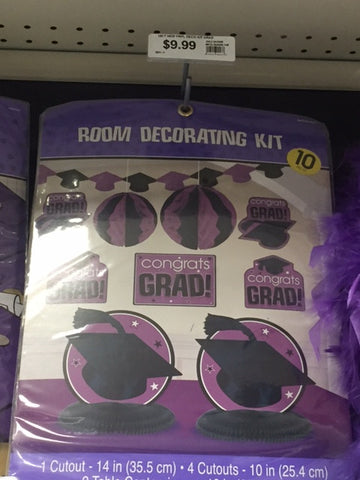 $9.99
ROOM DECORATING KIT
10
congrats
GRAD!
congrats
GRAD!
congrats
GRAD!
congrats
GRAD!
congrats
GRAD!
1 Cutout - 14 in (35.5 cm) • 4 Cutouts - 10 in (25.4 cm)